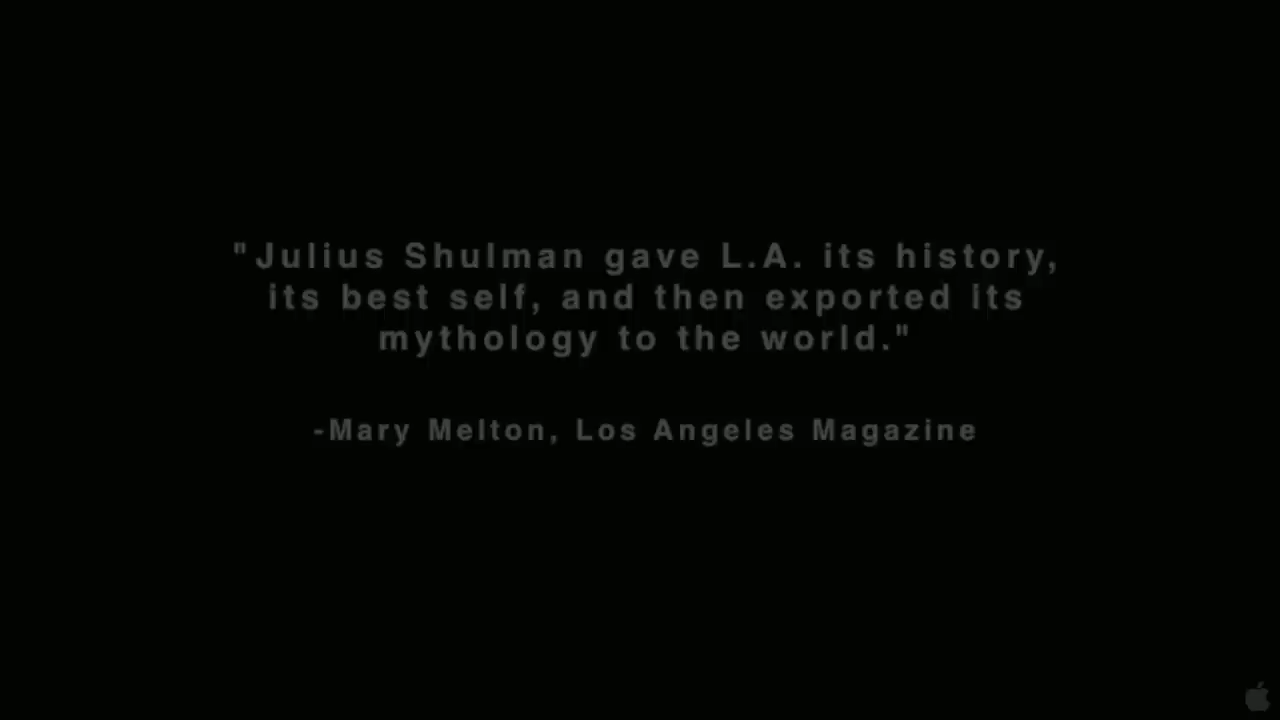 "Julius Shulman gave L.A. its history,
its best self, and then exported its
mythology to the world."
-Mary Melton, Los Angeles Magazine